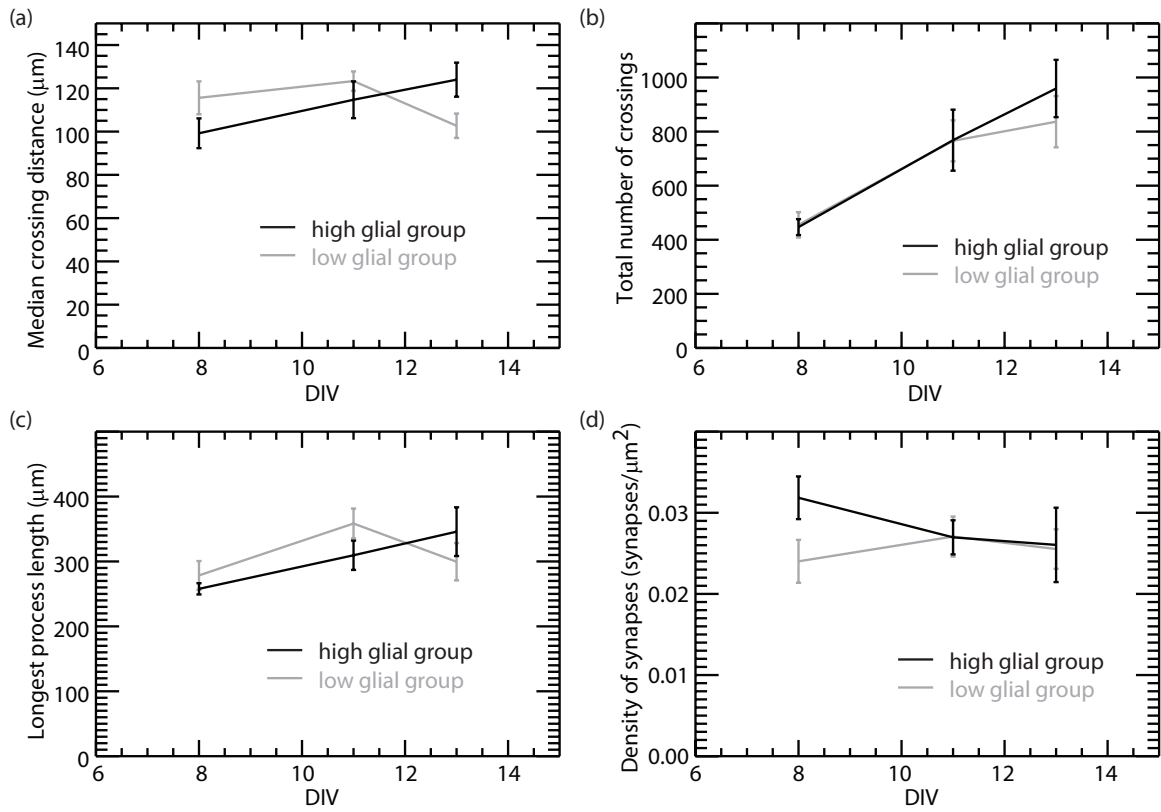 (a)
Median crossing distance (μm)
140
120
100
80
60
40
20
0
high glial group
low glial group
6 8 10 12 14
DIV
(b)
Total number of crossings
1000
800
600
400
200
0
high glial group
low glial group
6 8 10 12 14
DIV
(c)
Longest process length (μm)
400
300
200
100
0
high glial group
low glial group
6 8 10 12 14
DIV
(d)
Density of synapses (synapses/μm²)
0.03
0.02
0.01
0.00
high glial group
low glial group
6 8 10 12 14
DIV